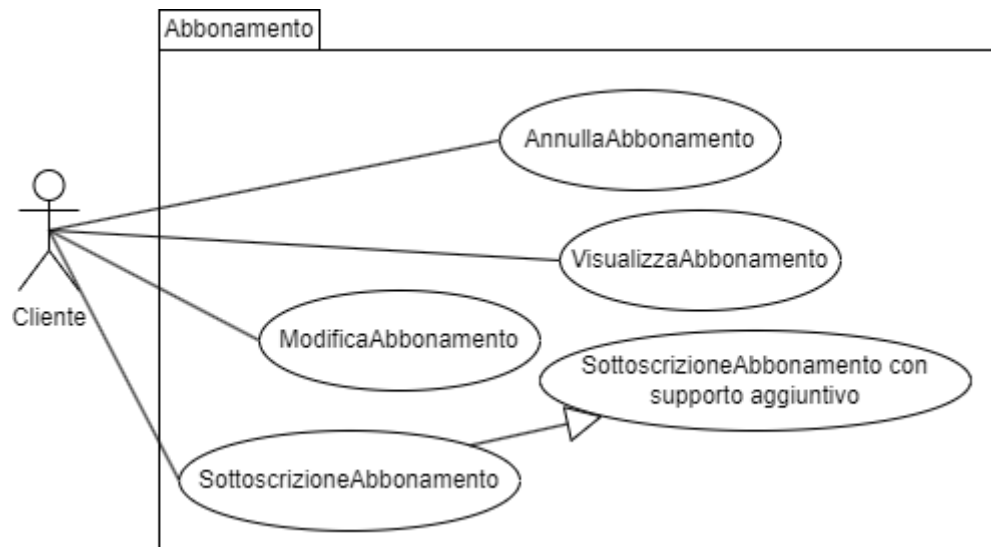 Abbonamento
AnnullaAbbonamento
VisualizzaAbbonamento
Cliente
ModificaAbbonamento
SottoscrizioneAbbonamento con
supporto aggiuntivo
SottoscrizioneAbbonamento